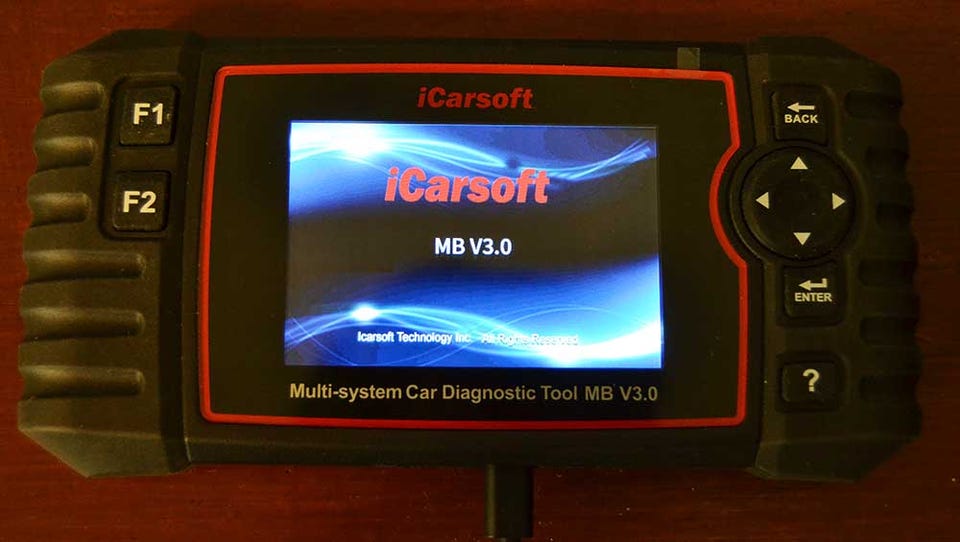 iCarsoft
F1
F2
iCarsoft
MB V3.0
Icarsoft Technology Inc. All Rights Reserved
Multi-system Car Diagnostic Tool MB V3.0
BACK
ENTER
?